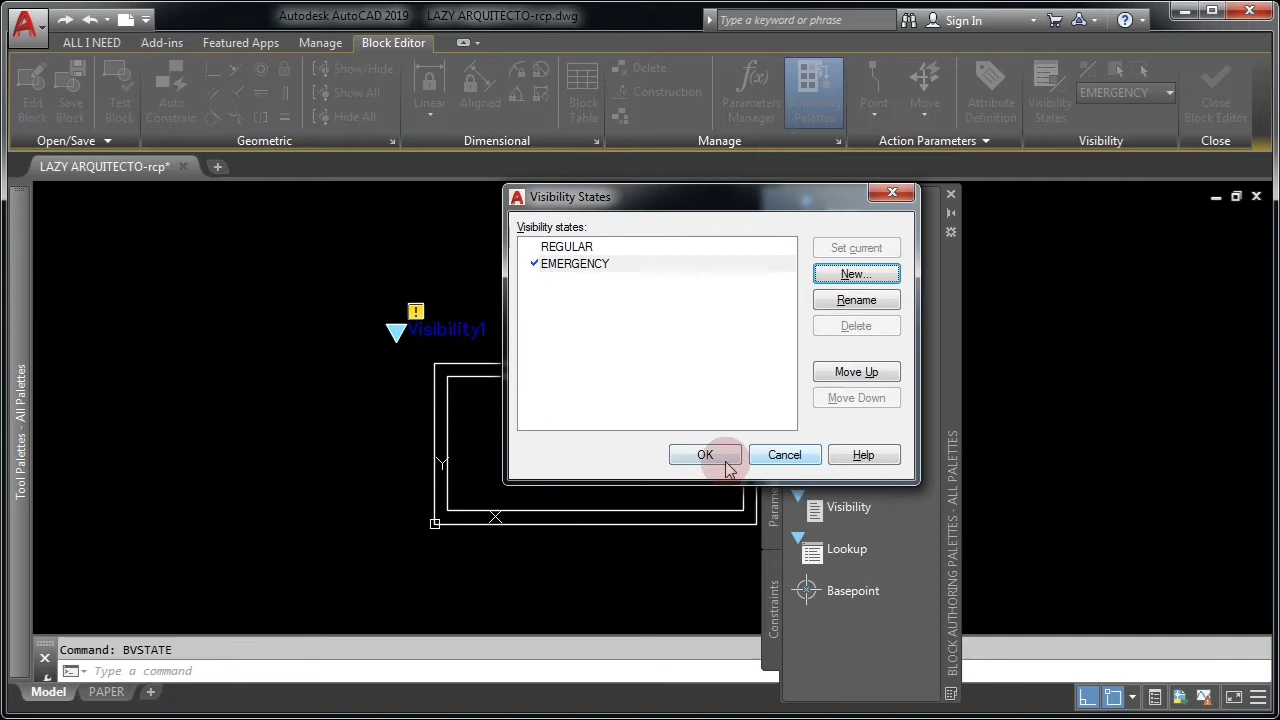 Autodesk AutoCAD 2019 LAZY ARQUITECTO-rcp.dwg
Type a keyword or phrase
Sign In
ALL I NEED
Add-ins
Featured Apps
Manage
Block Editor
Edit Block
Save Block
Test Block
Auto Constrain
Show/Hide
Show All
Hide All
Linear
Aligned
Block Table
Delete
Construction
Parameters Manager
Authoring Palettes
Point
Move
Attribute Definition
Visibility States
EMERGENCY
Close Block Editor
Open/Save
Geometric
Dimensional
Manage
Action Parameters
Visibility
Close
LAZY ARQUITECTO-rcp*
Visibility States
Visibility states:
REGULAR
EMERGENCY
Set current
New...
Rename
Delete
Move Up
Move Down
OK
Cancel
Help
Visibility1
Y
X
Tool Palettes - All Palettes
Constraints
Visibility
Lookup
Basepoint
BLOCK AUTHORING PALETTES - ALL PALETTES
Command: BVSTATE
Type a command
Model
PAPER